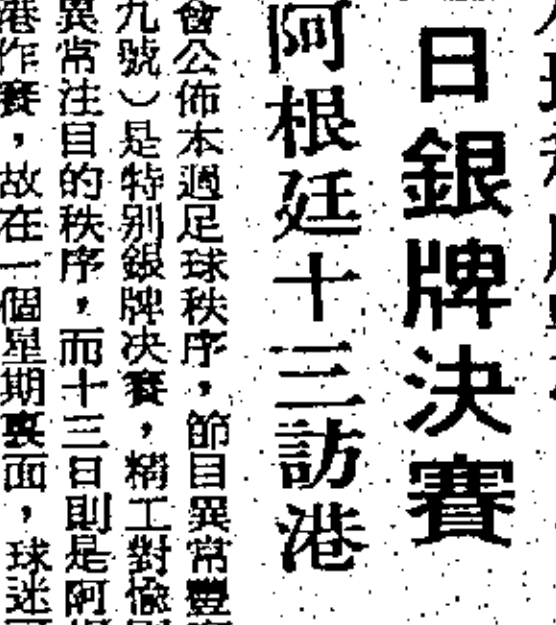 日銀牌決賽
阿根廷十三訪港
會公佈本週足球秩序，節目異常豐
九號）是特別銀牌決賽，精工對愉
異常注目的秩序，而十三日則是阿
港作賽，故在一個星期裏面，球迷